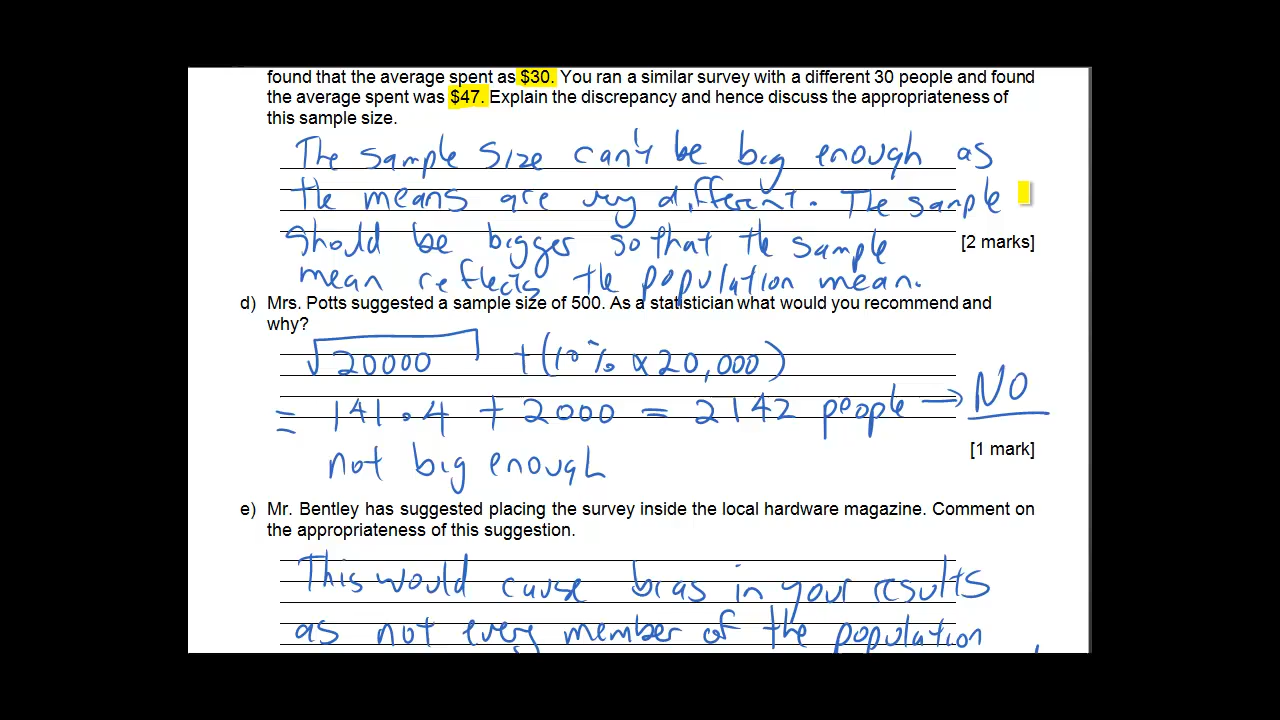 found that the average spent as $30. You ran a similar survey with a different 30 people and found
the average spent was $47. Explain the discrepancy and hence discuss the appropriateness of
this sample size.
The sample size can't be big enough as
the means are very different. The sample
should be bigger so that the sample
[2 marks]
mean reflects the population mean.
d) Mrs. Potts suggested a sample size of 500. As a statistician what would you recommend and
why?
√20000 + (10% x 20,000)
= 141.4 + 2000 = 2142 people → NO
[1 mark]
not big enough
e) Mr. Bentley has suggested placing the survey inside the local hardware magazine. Comment on
the appropriateness of this suggestion.
This would cause bias in your results
as not every member of the population